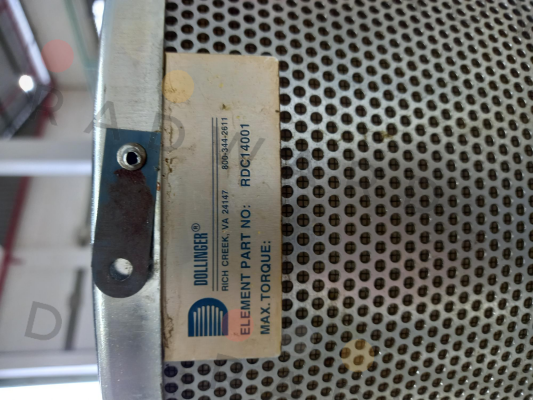 DOLLINGER®
RICH CREEK, VA 24147 800-344-2611
ELEMENT PART NO: RDC14001
MAX. TORQUE: